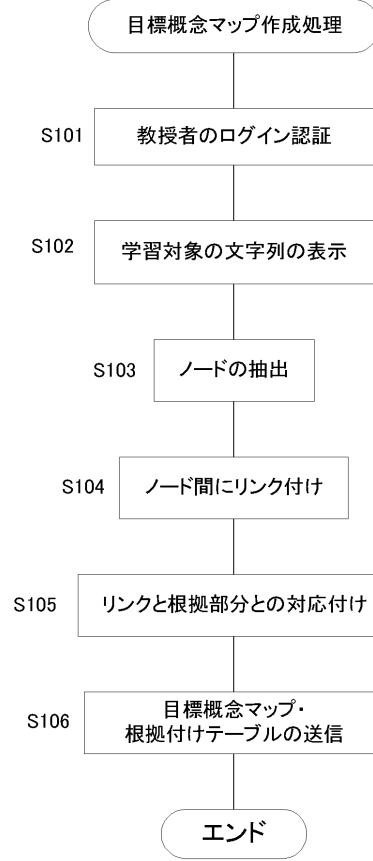 目標概念マップ作成処理
S101
教授者のログイン認証
S102
学習対象の文字列の表示
S103
ノードの抽出
S104
ノード間にリンク付け
S105
リンクと根拠部分との対応付け
S106
目標概念マップ・
根拠付けテーブルの送信
エンド